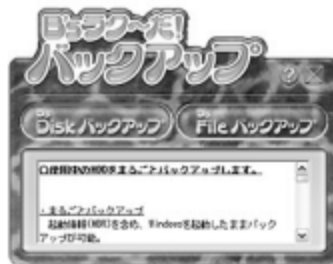 バックアップ
Disk バックアップ
File バックアップ
○使用中のHDDをまるごとバックアップします。
・まるごとバックアップ
起動情報(MBR)を含め、Windowsを起動したままバック
アップが可能。